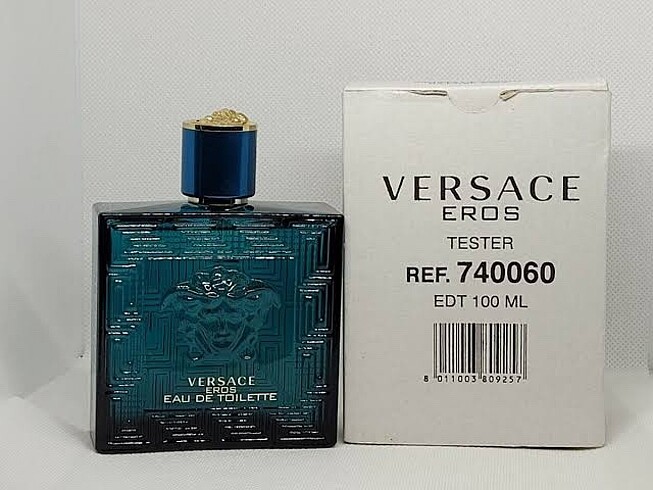 VERSACE
EROS
EAU DE TOILETTE
VERSACE
EROS
TESTER
REF. 740060
EDT 100 ML
8 011003 809257